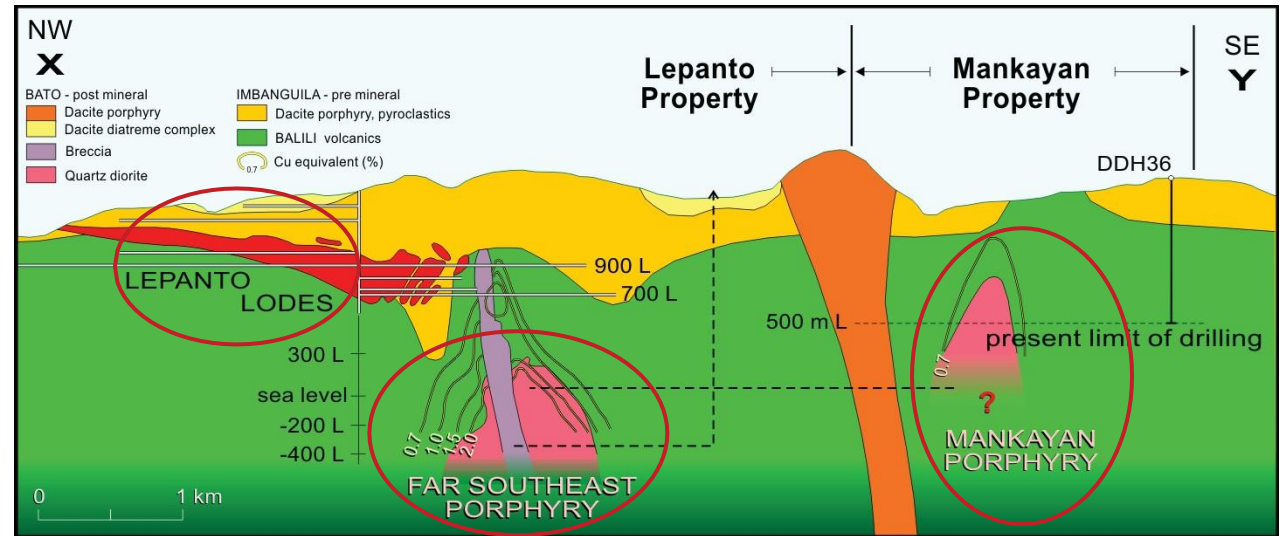 NW
X
SE
Y
Lepanto
Property
Mankayan
Property
BATO - post mineral
Dacite porphyry
Dacite diatreme complex
Breccia
Quartz diorite
IMBANGUILA - pre mineral
Dacite porphyry, pyroclastics
BALILI volcanics
0.7
Cu equivalent (%)
DDH36
LEPANTO
LODES
900 L
700 L
500 m L
present limit of drilling
300 L
sea level
-200 L
-400 L
0.7
1.0
1.5
2.0
0.7
?
MANKAYAN
PORPHYRY
FAR SOUTHEAST
PORPHYRY
0
1 km